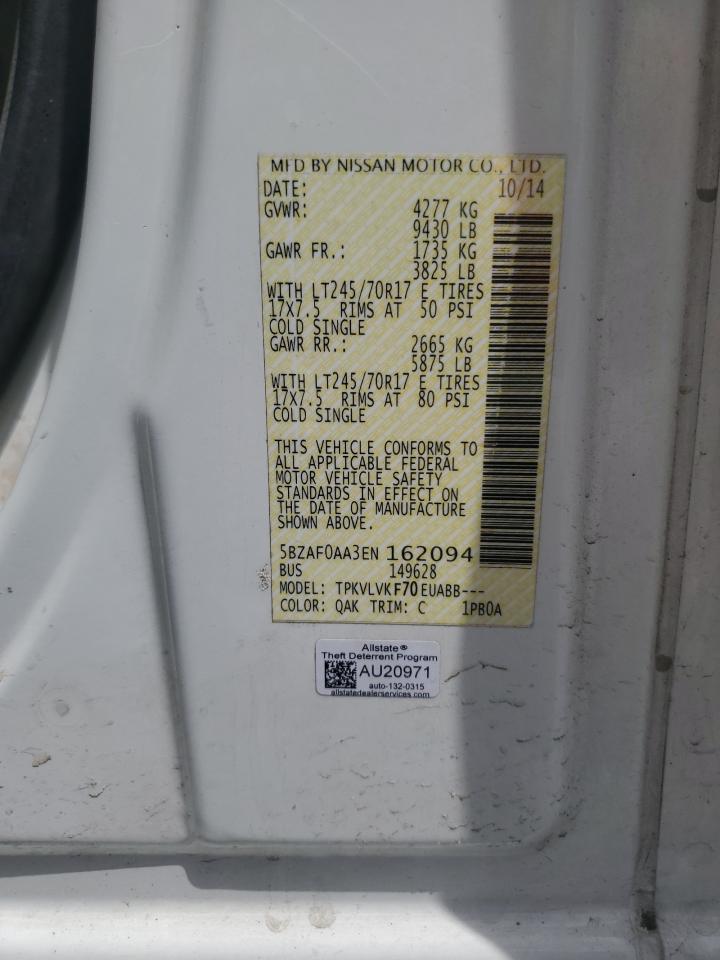 MFD BY NISSAN MOTOR CO., LTD.
DATE: 10/14
GVWR: 4277 KG
9430 LB
GAWR FR.: 1735 KG
3825 LB
WITH LT245/70R17 E TIRES
17X7.5 RIMS AT 50 PSI
COLD SINGLE
GAWR RR.: 2665 KG
5875 LB
WITH LT245/70R17 E TIRES
17X7.5 RIMS AT 80 PSI
COLD SINGLE
THIS VEHICLE CONFORMS TO
ALL APPLICABLE FEDERAL
MOTOR VEHICLE SAFETY
STANDARDS IN EFFECT ON
THE DATE OF MANUFACTURE
SHOWN ABOVE.
5BZAF0AA3EN 162094
BUS 149628
MODEL: TPKVLVKF70EUABB---
COLOR: QAK TRIM: C 1PB0A
Allstate®
Theft Deterrent Program
AU20971
auto-132-0315
allstatedealerservices.com